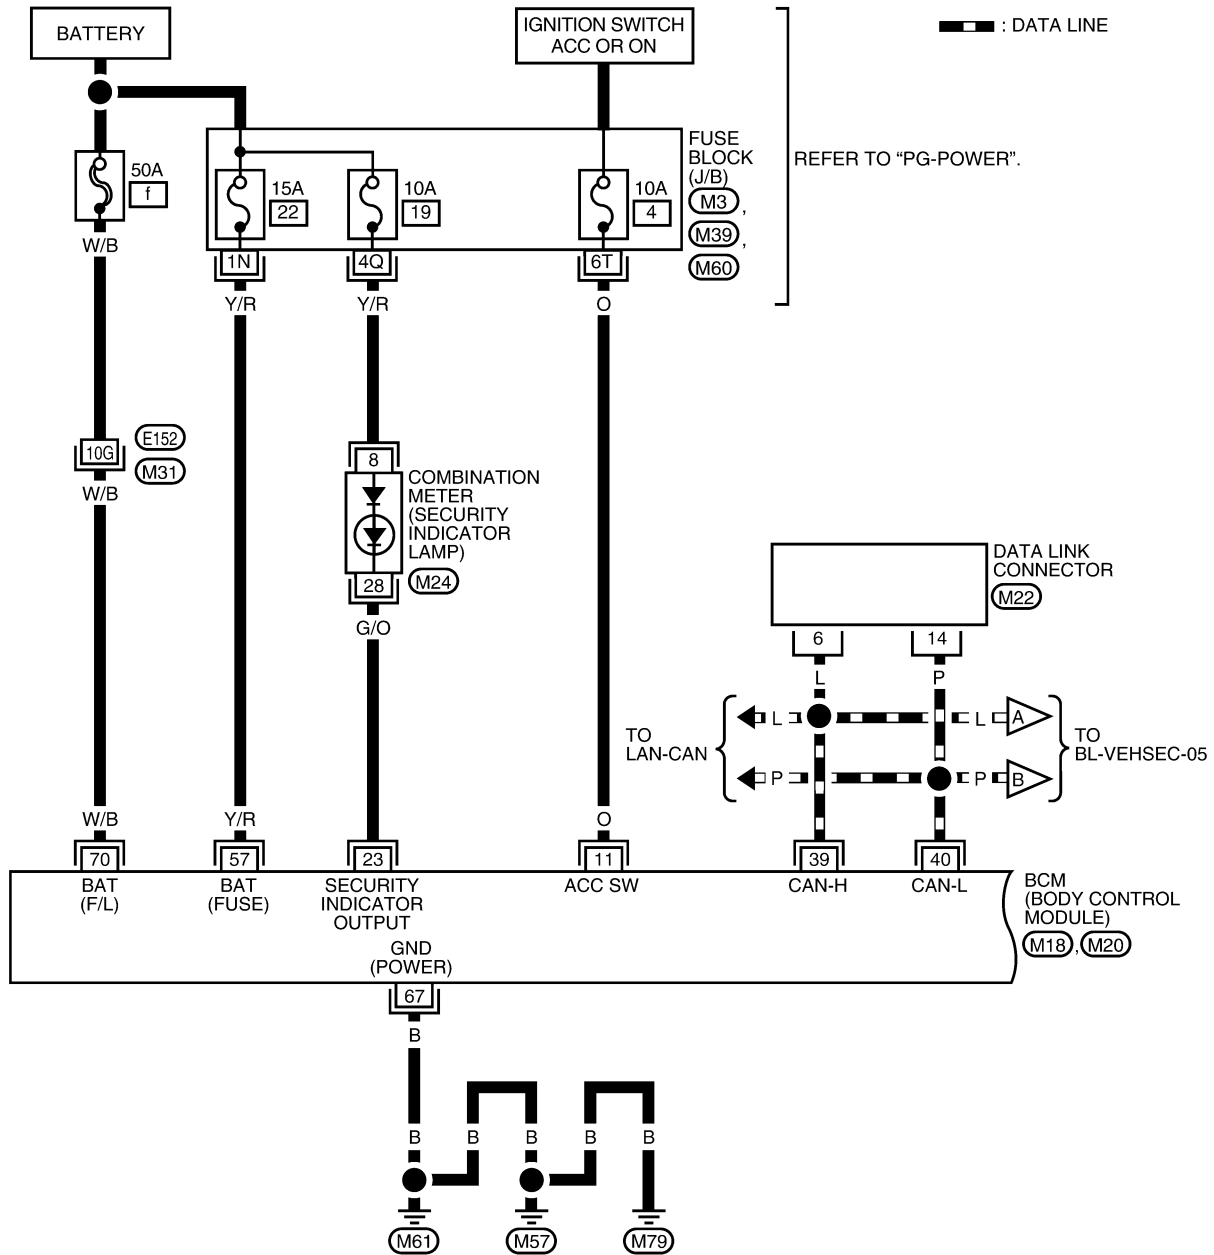 BATTERY
IGNITION SWITCH
ACC OR ON
: DATA LINE
REFER TO “PG-POWER”.
50A
f
15A
22
10A
19
10A
4
FUSE
BLOCK
(J/B)
M3 ,
M39 ,
M60
W/B
1N
4Q
6T
Y/R
Y/R
O
10G
E152
M31
W/B
8
COMBINATION
METER
(SECURITY
INDICATOR
LAMP)
M24
28
G/O
DATA LINK
CONNECTOR
M22
6
14
L
P
TO
LAN-CAN
L
L
A
P
P
B
TO
BL-VEHSEC-05
W/B
Y/R
O
70
57
23
11
39
40
BAT
(F/L)
BAT
(FUSE)
SECURITY
INDICATOR
OUTPUT
ACC SW
CAN-H
CAN-L
BCM
(BODY CONTROL
MODULE)
M18 , M20
GND
(POWER)
67
B
B
B
B
B
B
M61
M57
M79